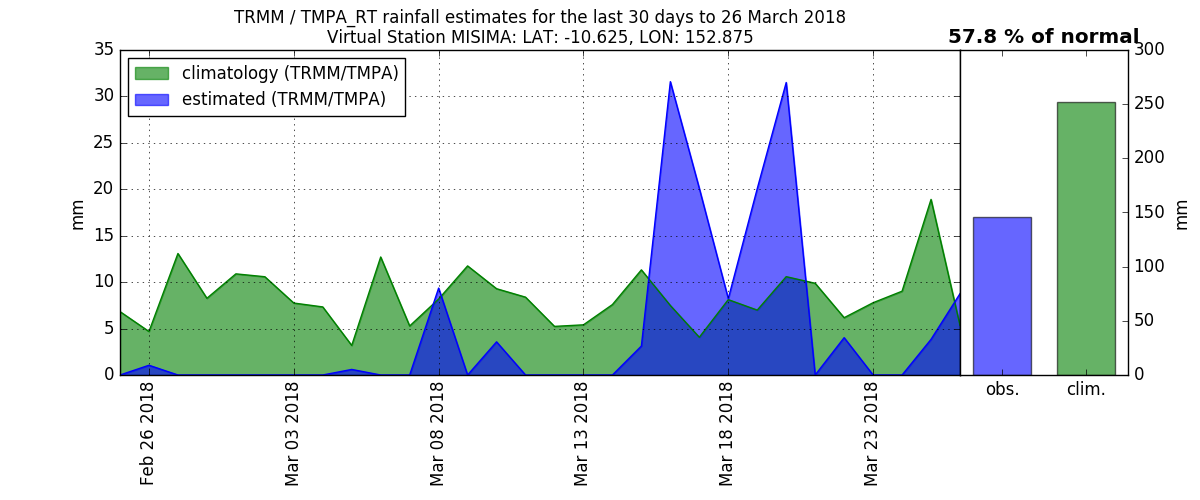 TRMM / TMPA_RT rainfall estimates for the last 30 days to 26 March 2018
Virtual Station MISIMA: LAT: -10.625, LON: 152.875
57.8 % of normal
climatology (TRMM/TMPA)
estimated (TRMM/TMPA)
35
30
25
20
15
10
5
0
mm
Feb 26 2018
Mar 03 2018
Mar 08 2018
Mar 13 2018
Mar 18 2018
Mar 23 2018
obs.
clim.
300
250
200
150
100
50
0
mm